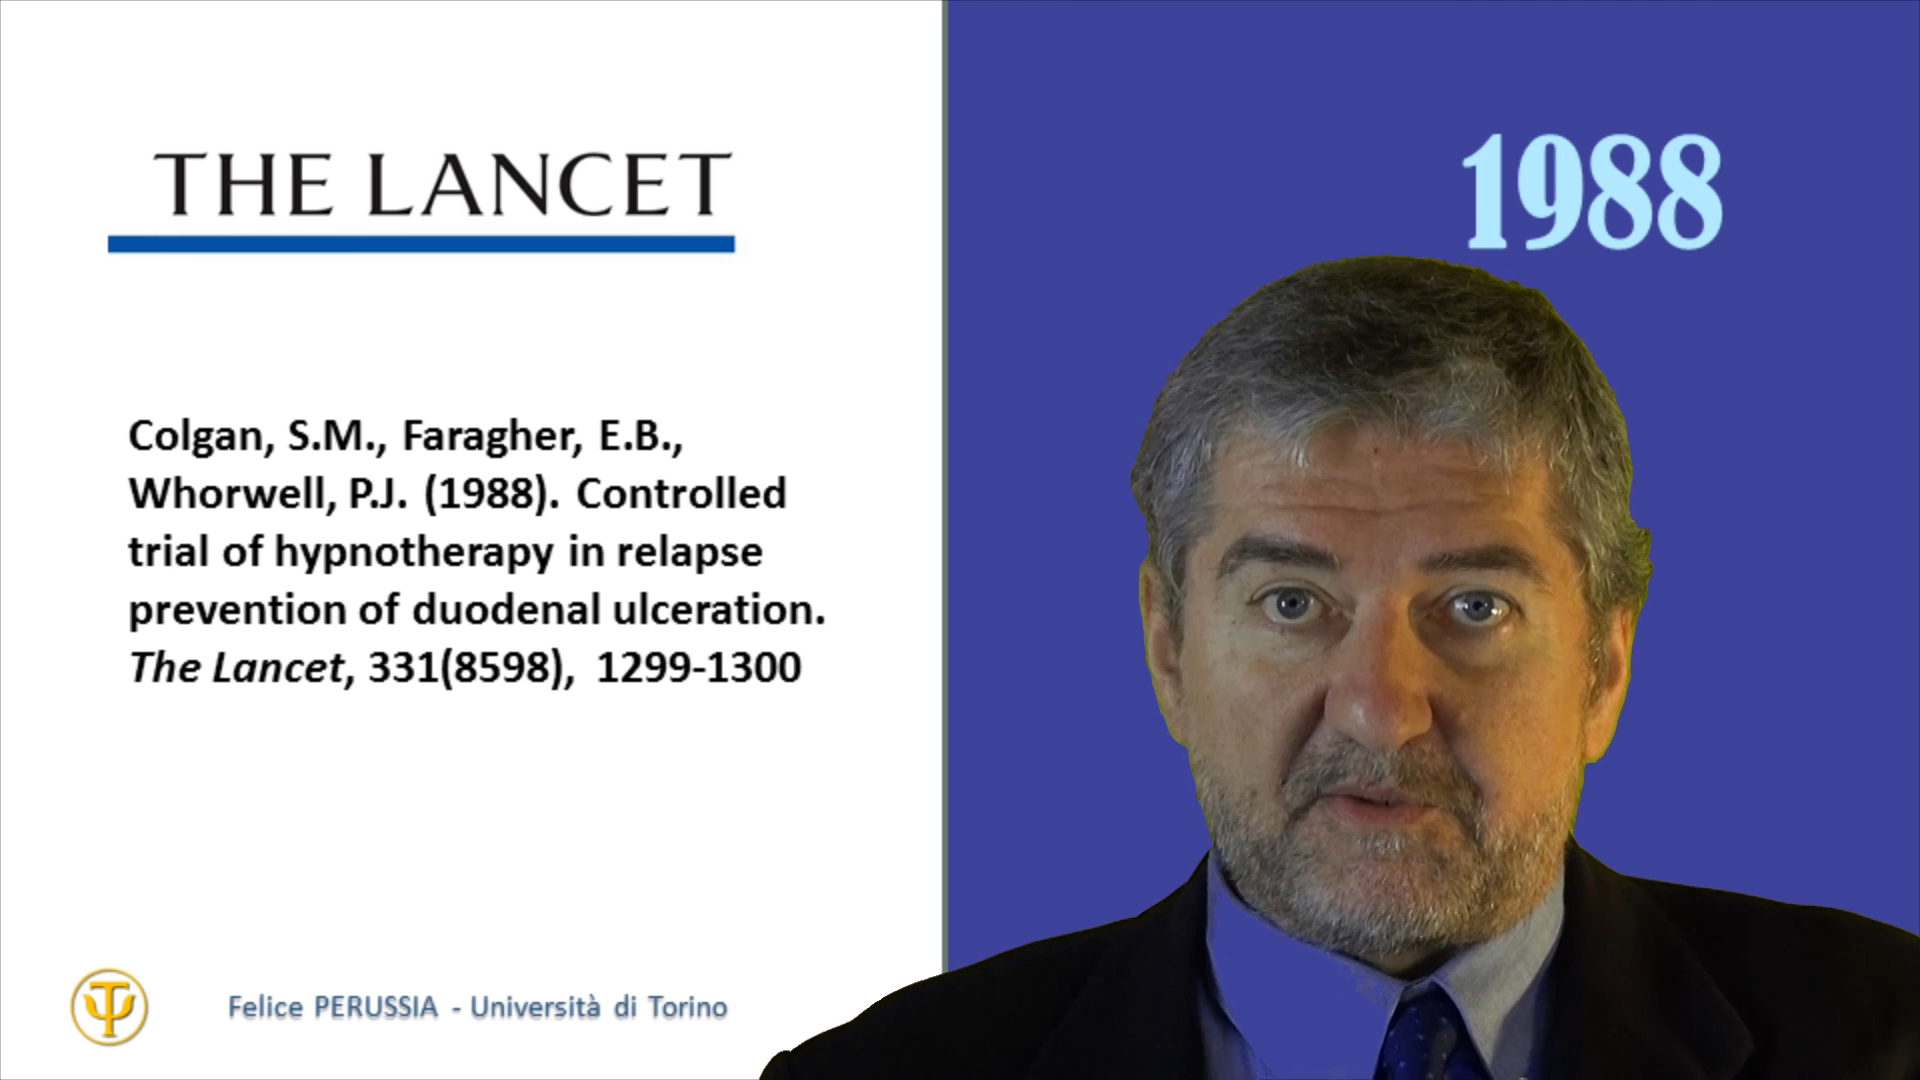 THE LANCET
1988
Colgan, S.M., Faragher, E.B.,
Whorwell, P.J. (1988). Controlled
trial of hypnotherapy in relapse
prevention of duodenal ulceration.
The Lancet, 331(8598), 1299-1300
Felice PERUSSIA - Università di Torino